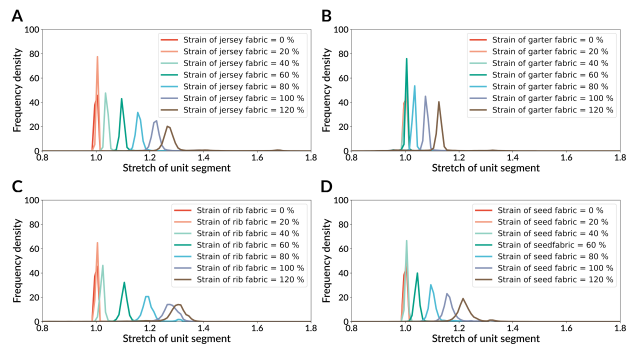 A
Frequency density
100
80
60
40
20
0
0.8
1.0
1.2
1.4
1.6
1.8
Stretch of unit segment
Strain of jersey fabric = 0 %
Strain of jersey fabric = 20 %
Strain of jersey fabric = 40 %
Strain of jersey fabric = 60 %
Strain of jersey fabric = 80 %
Strain of jersey fabric = 100 %
Strain of jersey fabric = 120 %
B
Frequency density
100
80
60
40
20
0
0.8
1.0
1.2
1.4
1.6
1.8
Stretch of unit segment
Strain of garter fabric = 0 %
Strain of garter fabric = 20 %
Strain of garter fabric = 40 %
Strain of garter fabric = 60 %
Strain of garter fabric = 80 %
Strain of garter fabric = 100 %
Strain of garter fabric = 120 %
C
Frequency density
100
80
60
40
20
0
0.8
1.0
1.2
1.4
1.6
1.8
Stretch of unit segment
Strain of rib fabric = 0 %
Strain of rib fabric = 20 %
Strain of rib fabric = 40 %
Strain of rib fabric = 60 %
Strain of rib fabric = 80 %
Strain of rib fabric = 100 %
Strain of rib fabric = 120 %
D
Frequency density
100
80
60
40
20
0
0.8
1.0
1.2
1.4
1.6
1.8
Stretch of unit segment
Strain of seed fabric = 0 %
Strain of seed fabric = 20 %
Strain of seed fabric = 40 %
Strain of seedfabric = 60 %
Strain of seed fabric = 80 %
Strain of seed fabric = 100 %
Strain of seed fabric = 120 %